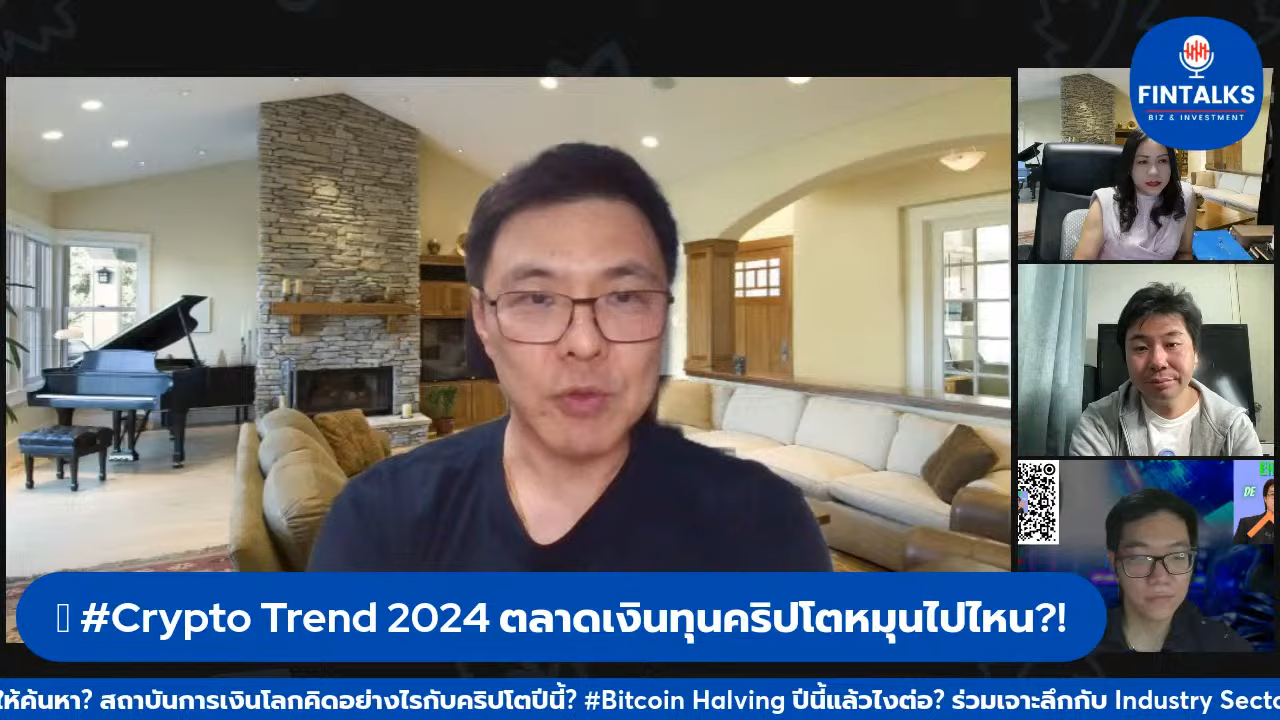 FINTALKS
BIZ & INVESTMENT
DE
#Crypto Trend 2024 ตลาดเงินทุนคริปโตหมุนไปไหน?!
ให้ค้นหา? สถาบันการเงินโลกคิดอย่างไรกับคริปโตปีนี้? #Bitcoin Halving ปีนี้แล้วไงต่อ? ร่วมเจาะลึกกับ Industry Secto